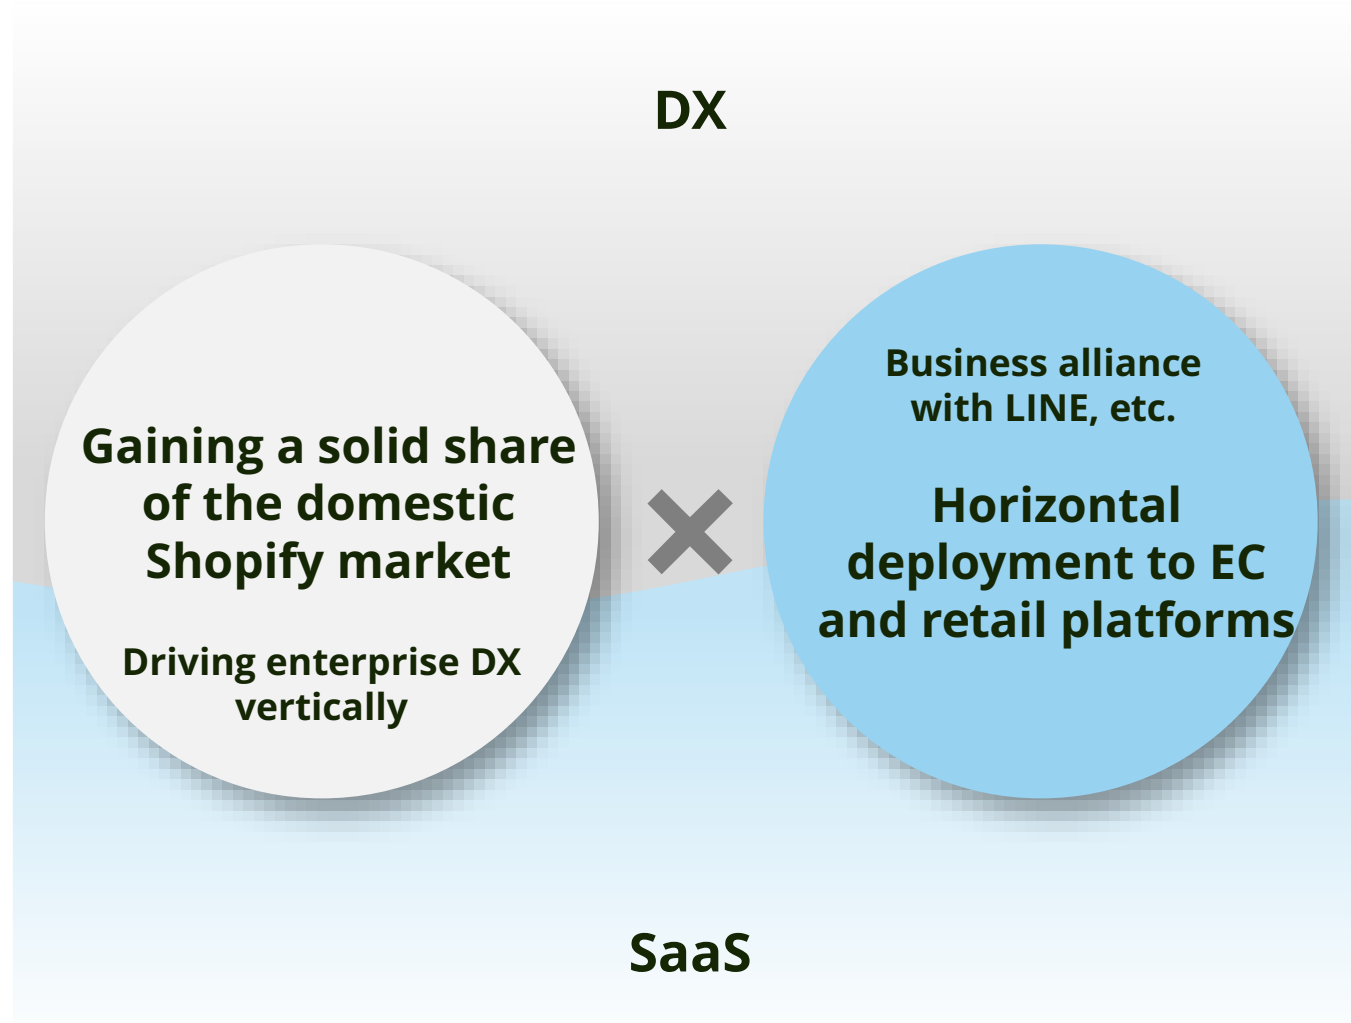 DX
Gaining a solid share
of the domestic
Shopify market
Driving enterprise DX
vertically
×
Business alliance
with LINE, etc.
Horizontal
deployment to EC
and retail platforms
SaaS